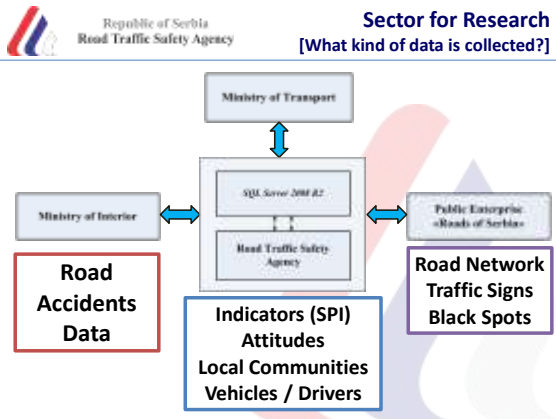 Republic of Serbia
Road Traffic Safety Agency
Sector for Research
[What kind of data is collected?]
Ministry of Transport
SQL Server 2008 R2
Road Traffic Safety
Agency
Ministry of Interior
Public Enterprise
«Roads of Serbia»
Road
Accidents
Data
Indicators (SPI)
Attitudes
Local Communities
Vehicles / Drivers
Road Network
Traffic Signs
Black Spots